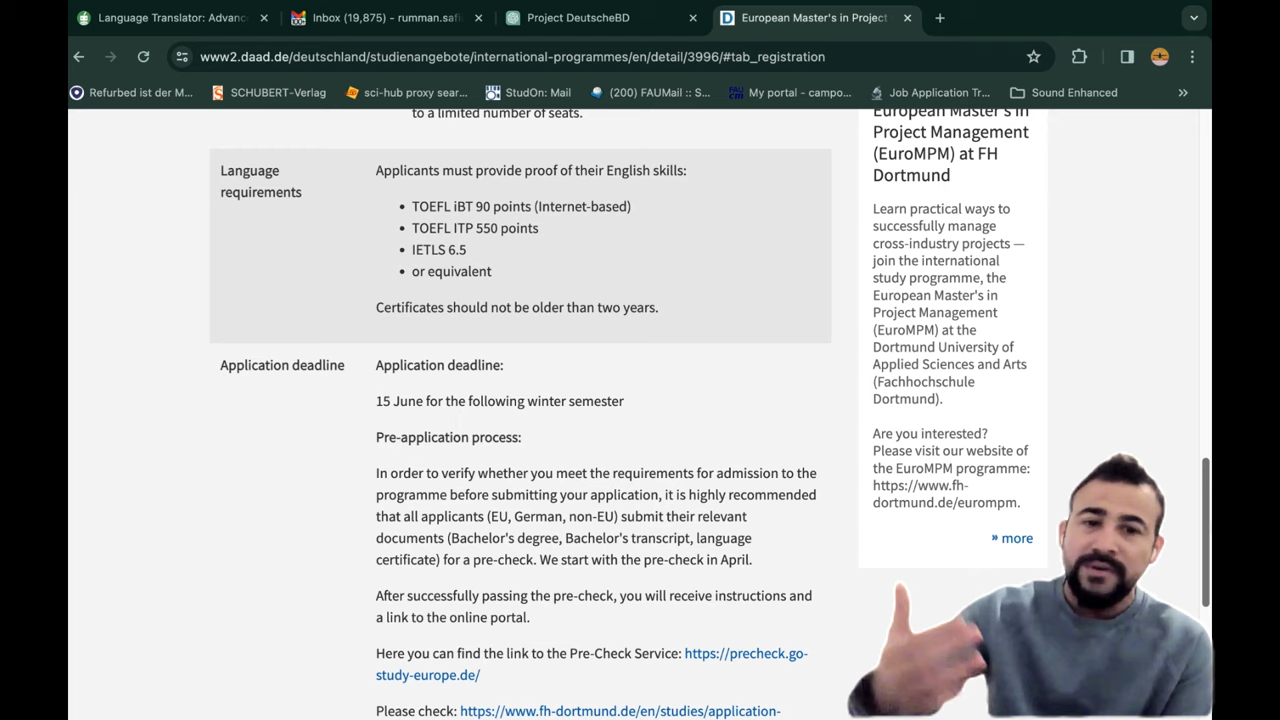 Language Translator: Advanc
Inbox (19,875) - rumman.safi
Project DeutscheBD
European Master's in Project
www2.daad.de/deutschland/studienangebote/international-programmes/en/detail/3996/#tab_registration
Refurbed ist der M...
SCHUBERT-Verlag
sci-hub proxy sear...
StudOn: Mail
(200) FAUMail :: S...
My portal - campo...
Job Application Tr...
Sound Enhanced
to a limited number of seats.
Language
requirements
Applicants must provide proof of their English skills:
• TOEFL iBT 90 points (Internet-based)
• TOEFL ITP 550 points
• IETLS 6.5
• or equivalent
Certificates should not be older than two years.
Application deadline
Application deadline:
15 June for the following winter semester
Pre-application process:
In order to verify whether you meet the requirements for admission to the
programme before submitting your application, it is highly recommended
that all applicants (EU, German, non-EU) submit their relevant
documents (Bachelor's degree, Bachelor's transcript, language
certificate) for a pre-check. We start with the pre-check in April.
After successfully passing the pre-check, you will receive instructions and
a link to the online portal.
Here you can find the link to the Pre-Check Service: https://precheck.go-
study-europe.de/
Please check: https://www.fh-dortmund.de/en/studies/application-
European Master's in
Project Management
(EuroMPM) at FH
Dortmund
Learn practical ways to
successfully manage
cross-industry projects —
join the international
study programme, the
European Master's in
Project Management
(EuroMPM) at the
Dortmund University of
Applied Sciences and Arts
(Fachhochschule
Dortmund).
Are you interested?
Please visit our website of
the EuroMPM programme:
https://www.fh-
dortmund.de/eurompm.
» more